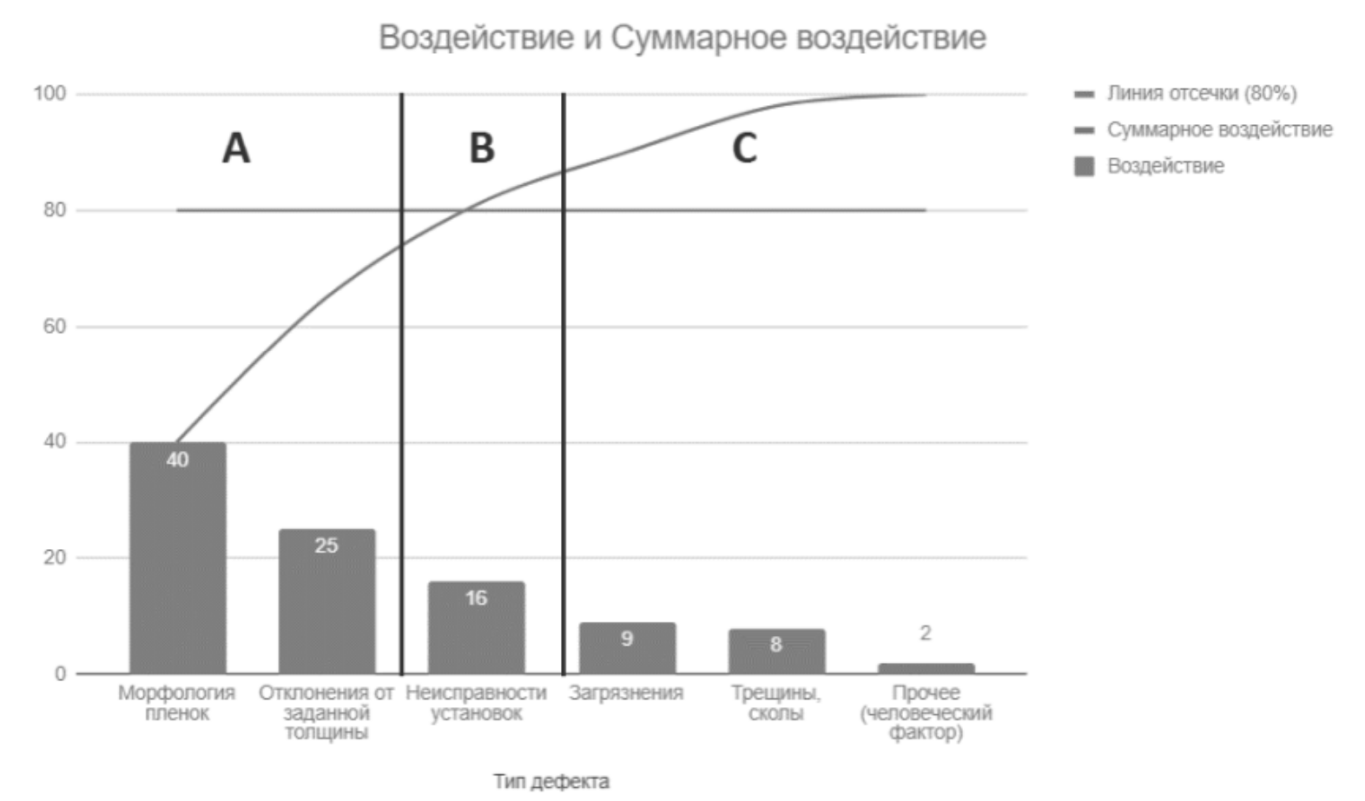 Воздействие и Суммарное воздействие
100
80
60
40
20
0
A
B
C
Линия отсечки (80%)
Суммарное воздействие
Воздействие
40
25
16
9
8
2
Морфология
пленок
Отклонения от
заданной
толщины
Неисправности
установок
Загрязнения
Трещины,
сколы
Прочее
(человеческий
фактор)
Тип дефекта